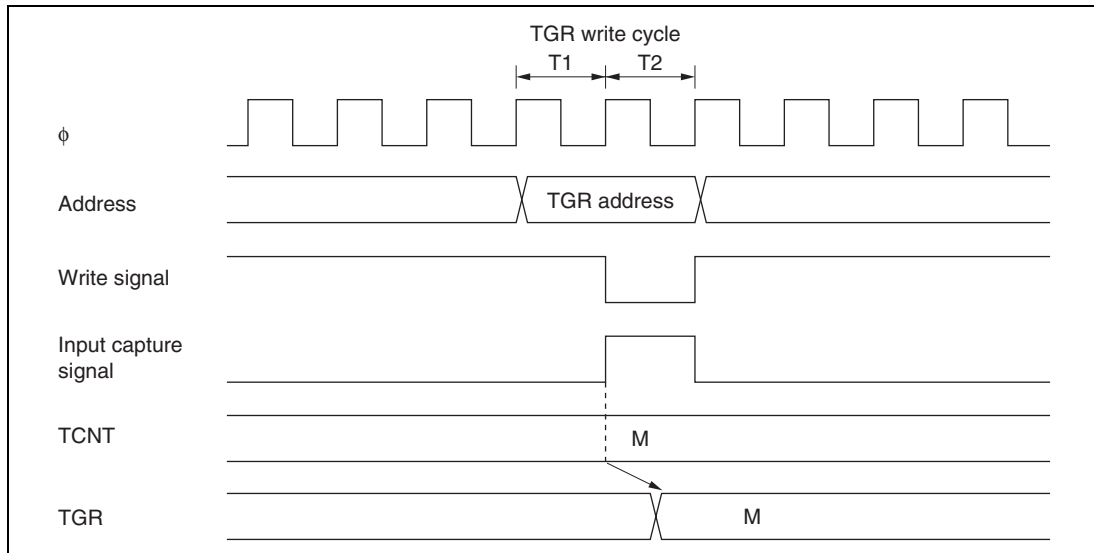 TGR write cycle
T1 T2
ϕ
Address
TGR address
Write signal
Input capture
signal
TCNT
M
TGR
M